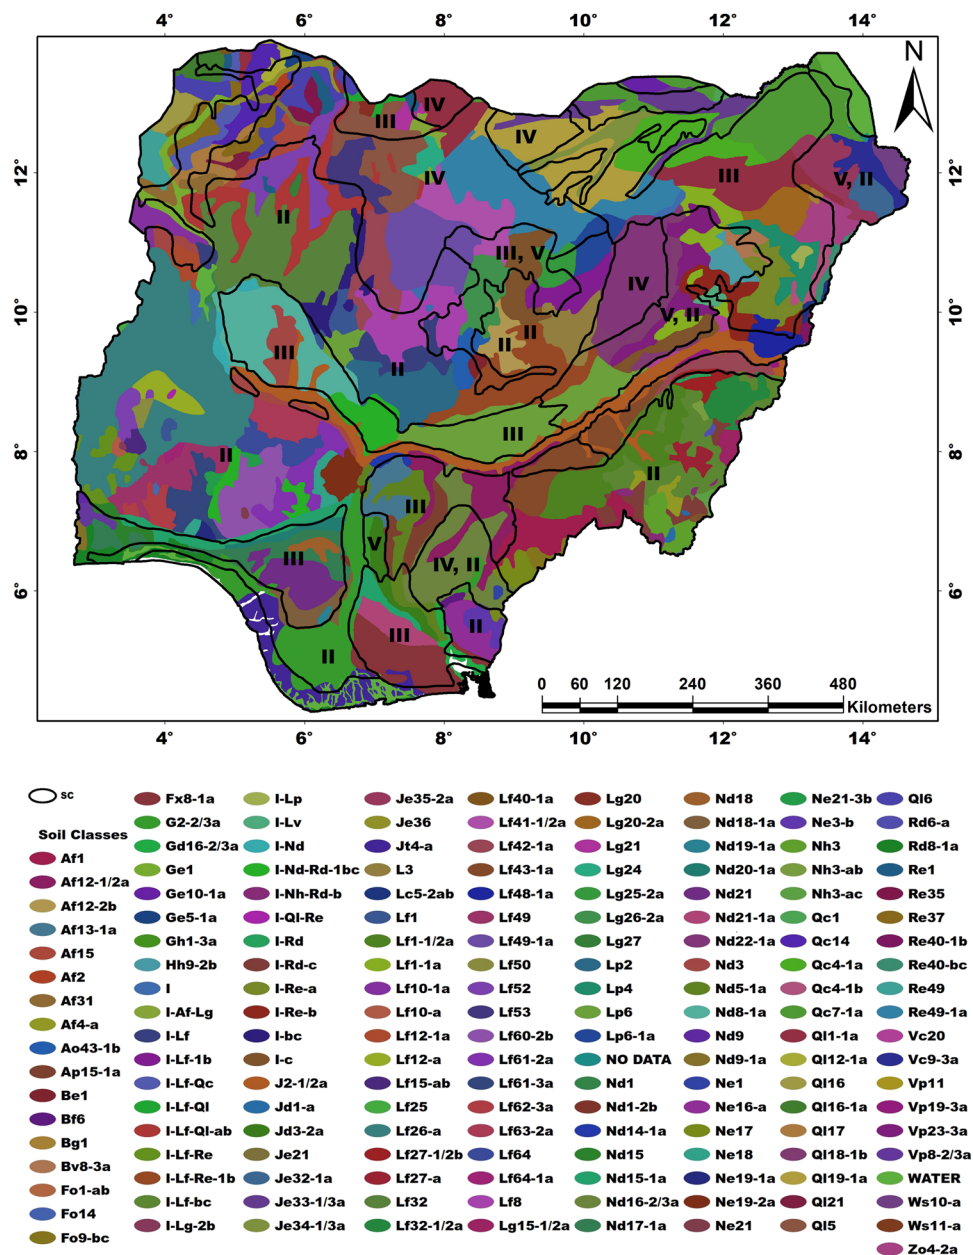 4° 6° 8° 10° 12° 14°
N
IV
III
IV
12° IV III V, II 12°
II
III, V
IV
10° V, II 10°
II
II
III
II
III
8° II 8°
II
III
V
III IV, II
6° 6°
II
III
II
0 60 120 240 360 480
Kilometers
4° 6° 8° 10° 12° 14°
sc
Soil Classes
Af1
Af12-1/2a
Af12-2b
Af13-1a
Af15
Af2
Af31
Af4-a
Ao43-1b
Ap15-1a
Be1
Bf6
Bg1
Bv8-3a
Fo1-ab
Fo14
Fo9-bc
Fx8-1a
G2-2/3a
Gd16-2/3a
Ge1
Ge10-1a
Ge5-1a
Gh1-3a
Hh9-2b
I
I-Af-Lg
I-Lf
I-Lf-1b
I-Lf-Qc
I-Lf-Ql
I-Lf-Ql-ab
I-Lf-Re
I-Lf-Re-1b
I-Lf-bc
I-Lg-2b
I-Lp
I-Lv
I-Nd
I-Nd-Rd-1bc
I-Nh-Rd-b
I-Ql-Re
I-Rd
I-Rd-c
I-Re-a
I-Re-b
I-bc
I-c
J2-1/2a
Jd1-a
Jd3-2a
Je21
Je32-1a
Je33-1/3a
Je34-1/3a
Je35-2a
Je36
Jt4-a
L3
Lc5-2ab
Lf1
Lf1-1/2a
Lf1-1a
Lf10-1a
Lf10-a
Lf12-1a
Lf12-a
Lf15-ab
Lf25
Lf26-a
Lf27-1/2b
Lf27-a
Lf32
Lf32-1/2a
Lf40-1a
Lf41-1/2a
Lf42-1a
Lf43-1a
Lf48-1a
Lf49
Lf49-1a
Lf50
Lf52
Lf53
Lf60-2b
Lf61-2a
Lf61-3a
Lf62-3a
Lf63-2a
Lf64
Lf64-1a
Lf8
Lg15-1/2a
Lg20
Lg20-2a
Lg21
Lg24
Lg25-2a
Lg26-2a
Lg27
Lp2
Lp4
Lp6
Lp6-1a
NO DATA
Nd1
Nd1-2b
Nd14-1a
Nd15
Nd15-1a
Nd16-2/3a
Nd17-1a
Nd18
Nd18-1a
Nd19-1a
Nd20-1a
Nd21
Nd21-1a
Nd22-1a
Nd3
Nd5-1a
Nd8-1a
Nd9
Nd9-1a
Ne1
Ne16-a
Ne17
Ne18
Ne19-1a
Ne19-2a
Ne21
Ne21-3b
Ne3-b
Nh3
Nh3-ab
Nh3-ac
Qc1
Qc14
Qc4-1a
Qc4-1b
Qc7-1a
Ql1-1a
Ql12-1a
Ql16
Ql16-1a
Ql17
Ql18-1b
Ql19-1a
Ql21
Ql5
Ql6
Rd6-a
Rd8-1a
Re1
Re35
Re37
Re40-1b
Re40-bc
Re49
Re49-1a
Vc20
Vc9-3a
Vp11
Vp19-3a
Vp23-3a
Vp8-2/3a
WATER
Ws10-a
Ws11-a
Zo4-2a